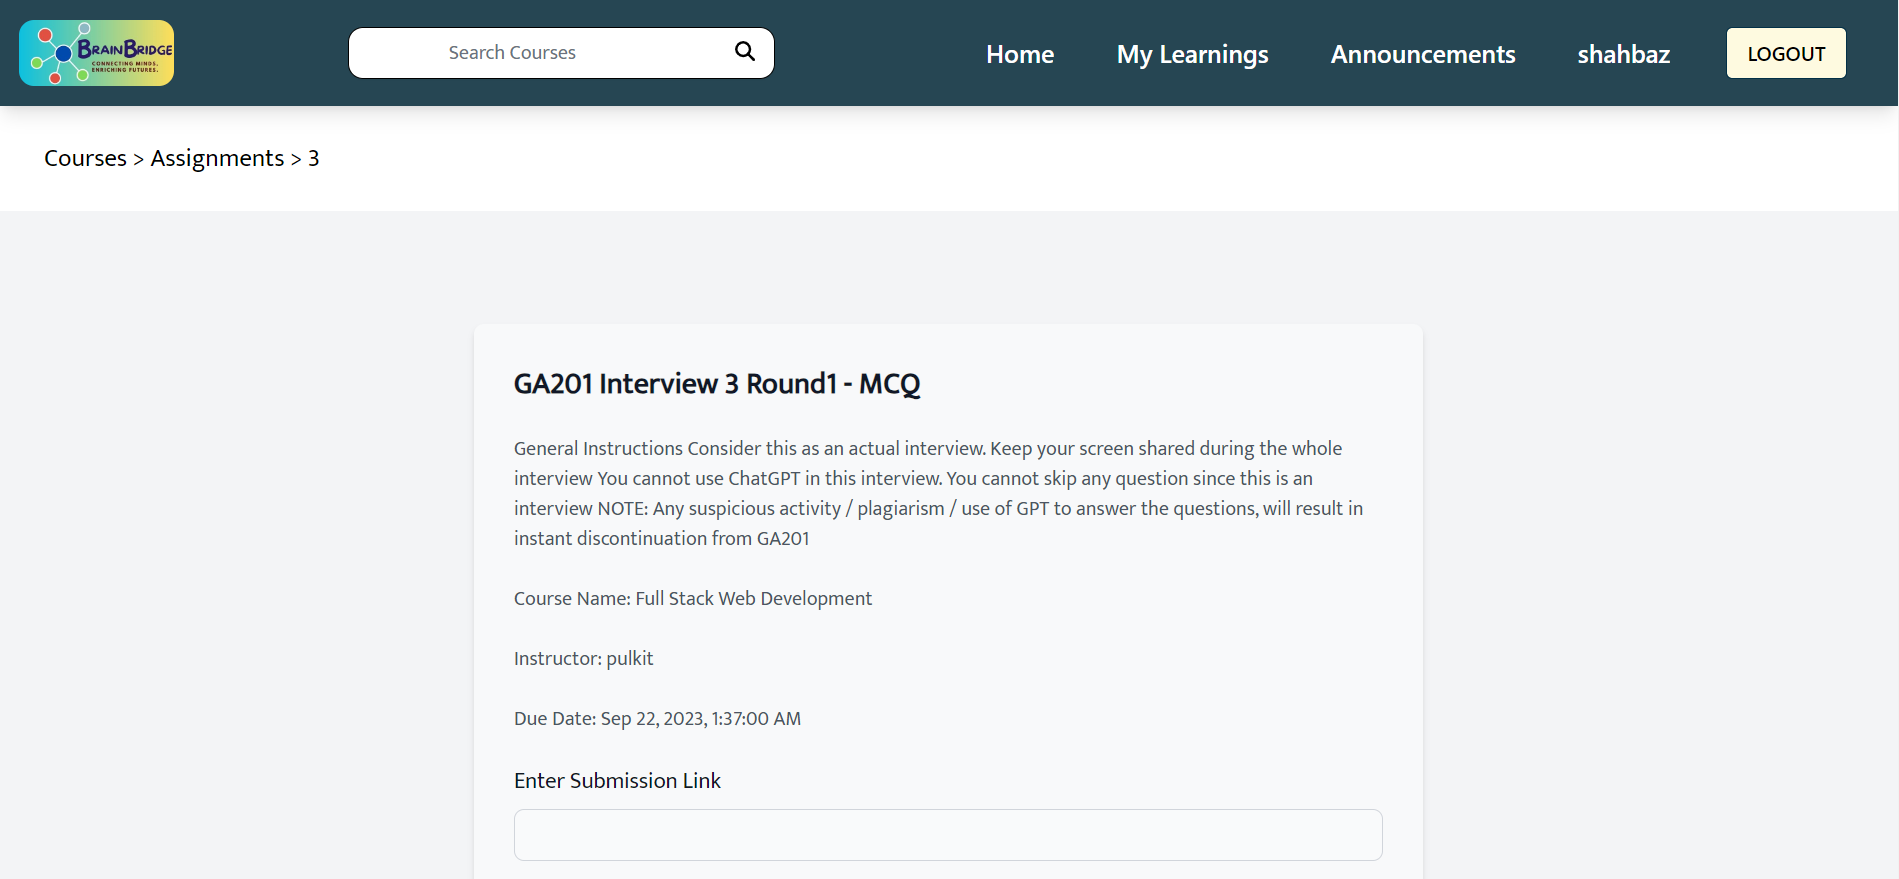 BRAINBRIDGE
CONNECTING MINDS.
ENRICHING FUTURES.
Search Courses
Home
My Learnings
Announcements
shahbaz
LOGOUT
Courses > Assignments > 3
GA201 Interview 3 Round1 - MCQ
General Instructions Consider this as an actual interview. Keep your screen shared during the whole
interview You cannot use ChatGPT in this interview. You cannot skip any question since this is an
interview NOTE: Any suspicious activity / plagiarism / use of GPT to answer the questions, will result in
instant discontinuation from GA201
Course Name: Full Stack Web Development
Instructor: pulkit
Due Date: Sep 22, 2023, 1:37:00 AM
Enter Submission Link